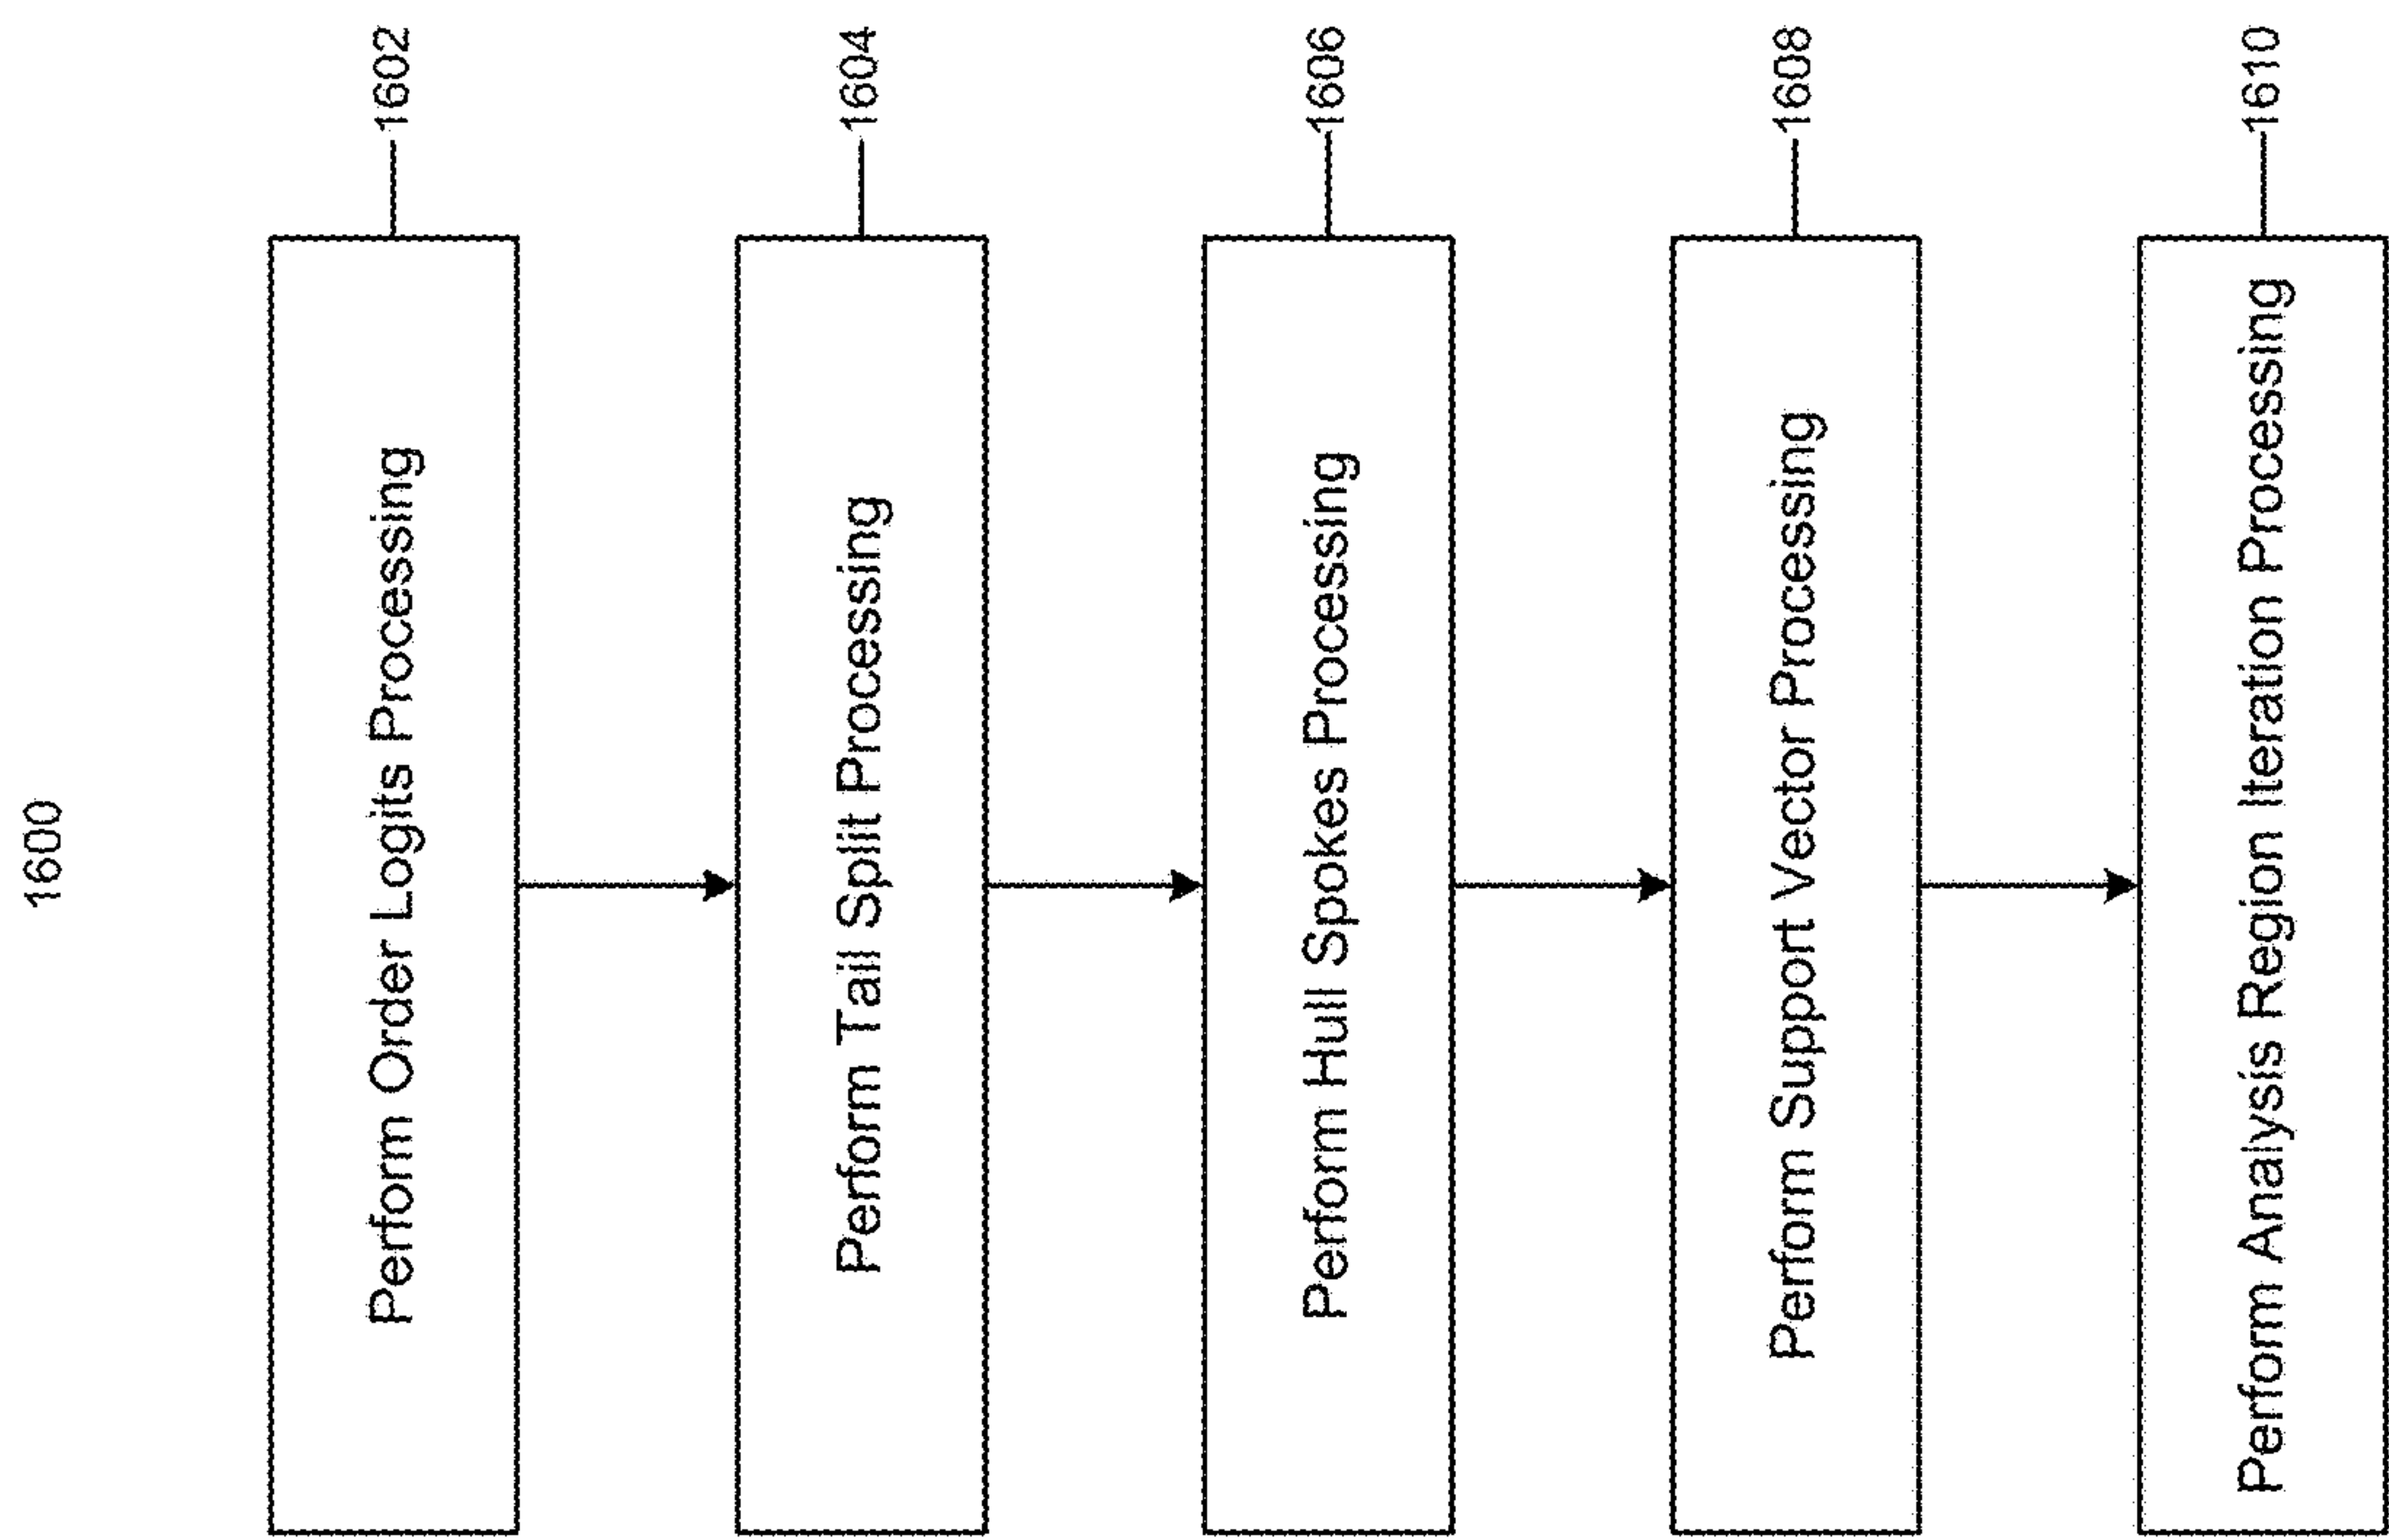 1600
Perform Order Logits Processing
1602
Perform Tail Split Processing
1604
Perform Hull Spokes Processing
1606
Perform Support Vector Processing
1608
Perform Analysis Region Iteration Processing
1610